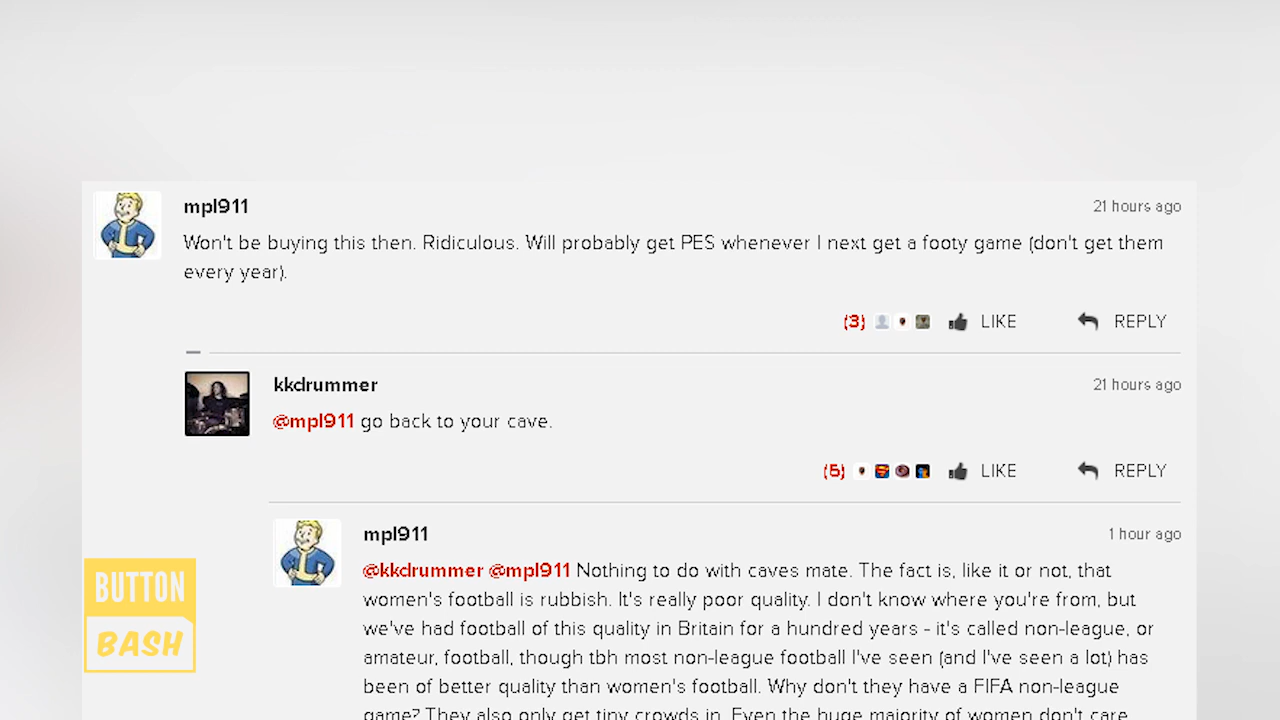 mpl911
21 hours ago
Won't be buying this then. Ridiculous. Will probably get PES whenever I next get a footy game (don't get them
every year).
(3) LIKE REPLY
kkdrummer
21 hours ago
@mpl911 go back to your cave.
(5) LIKE REPLY
mpl911
1 hour ago
@kkdrummer @mpl911 Nothing to do with caves mate. The fact is, like it or not, that
women's football is rubbish. It's really poor quality. I don't know where you're from, but
we've had football of this quality in Britain for a hundred years - it's called non-league, or
amateur, football, though tbh most non-league football I've seen (and I've seen a lot) has
been of better quality than women's football. Why don't they have a FIFA non-league
game? They also only get tiny crowds in. Even the huge majority of women don't care
BUTTON
BASH